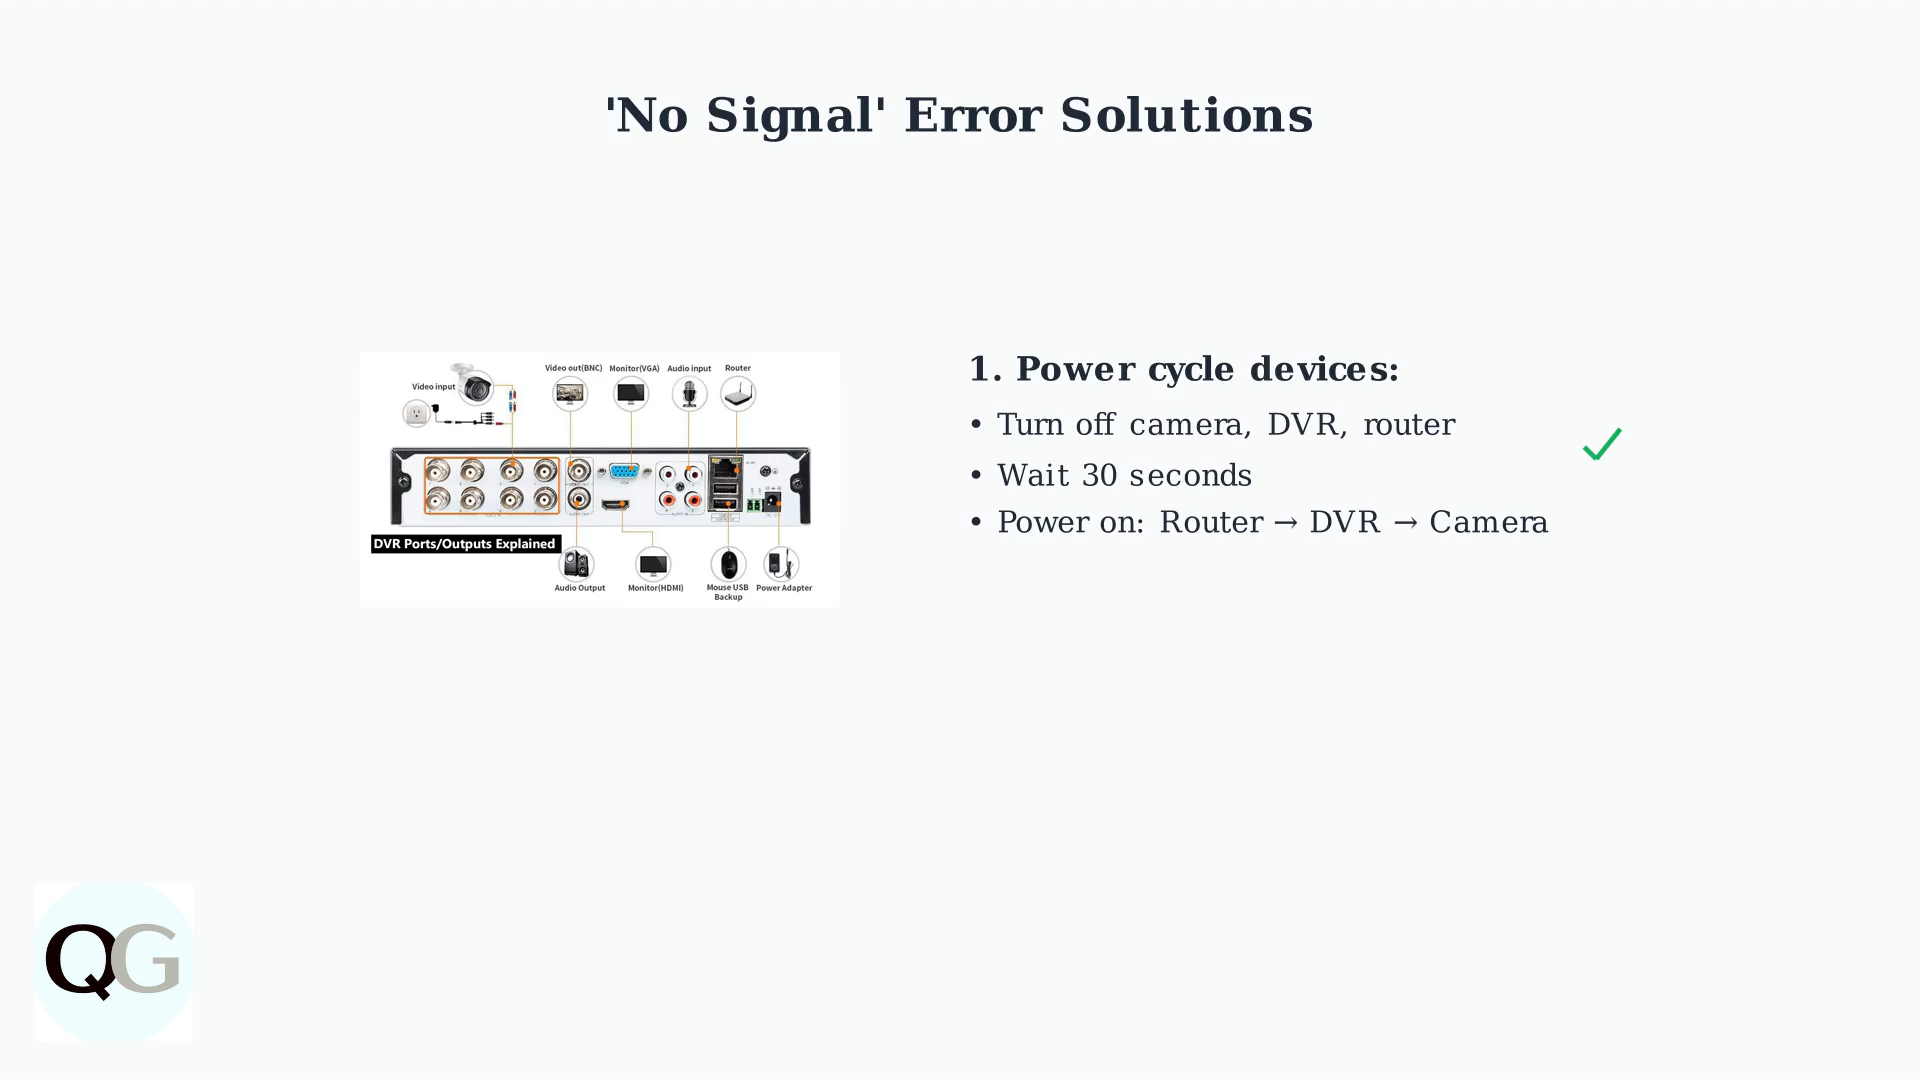 'No Signal' Error Solutions
Video input
Video out(BNC)
Monitor(VGA)
Audio input
Router
DVR Ports/Outputs Explained
Audio Output
Monitor(HDMI)
Mouse USB
Backup
Power Adapter
1. Power cycle devices:
• Turn off camera, DVR, router
• Wait 30 seconds
• Power on: Router → DVR → Camera
QG